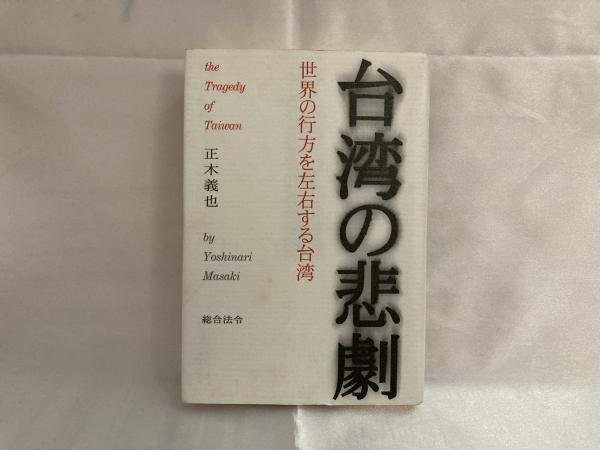 台湾の悲劇
世界の行方を左右する台湾
the
Tragedy
of
Taiwan
正木義也
by
Yoshinari
Masaki
総合法令